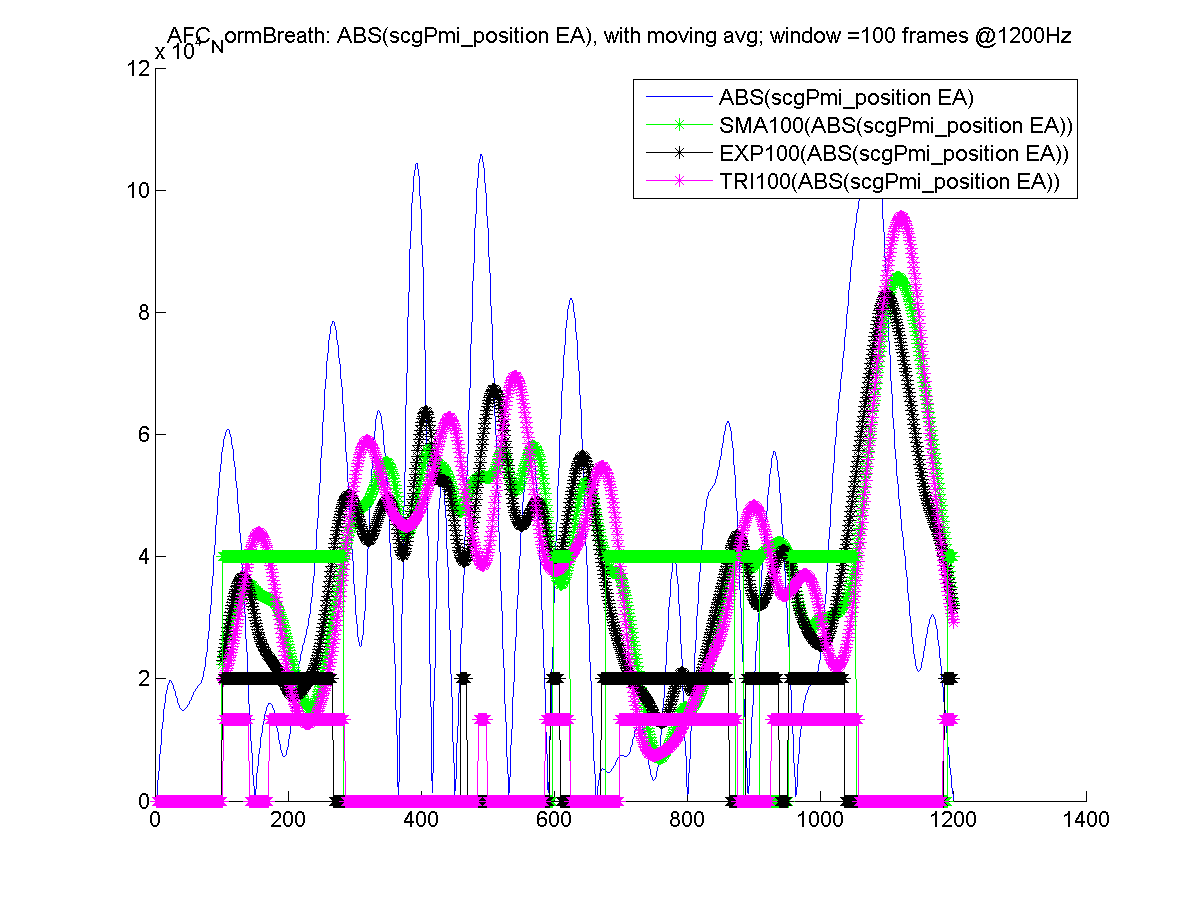 AFC_NormBreath: ABS(scgPmi_position EA), with moving avg; window =100 frames @1200Hz
x 10^4
12
10
8
6
4
2
0
ABS(scgPmi_position EA)
SMA100(ABS(scgPmi_position EA))
EXP100(ABS(scgPmi_position EA))
TRI100(ABS(scgPmi_position EA))
0 200 400 600 800 1000 1200 1400